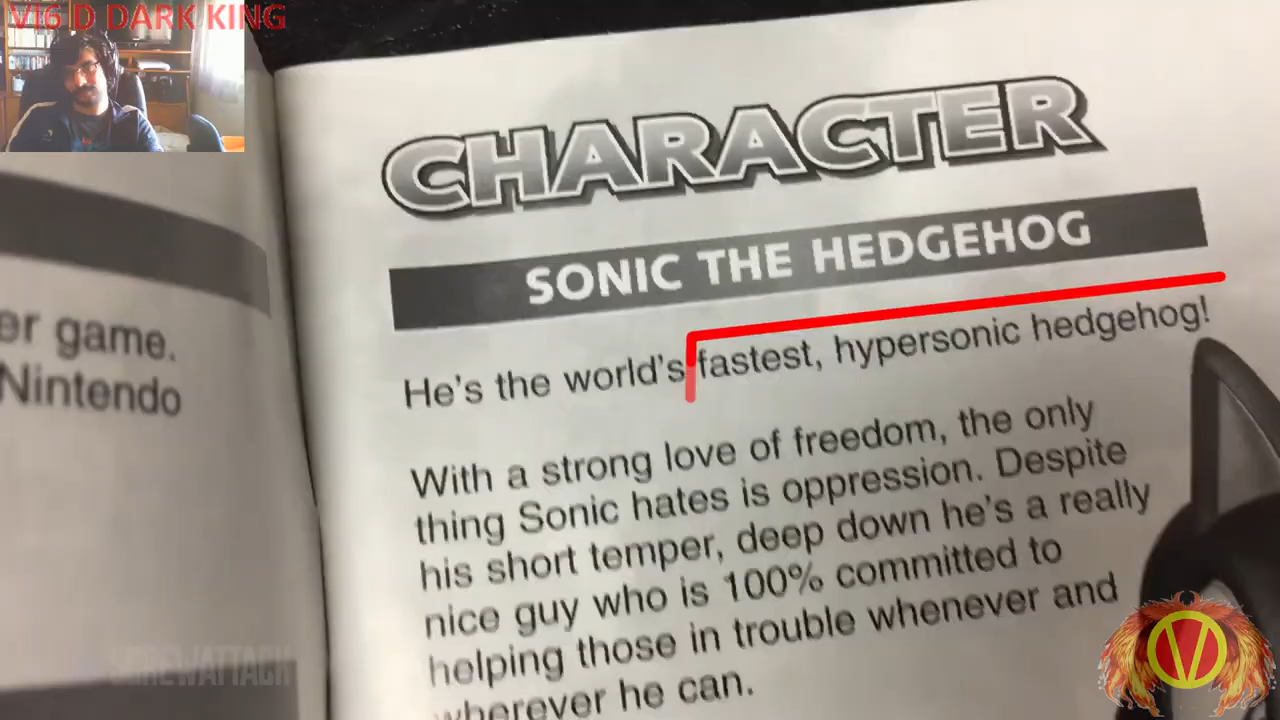 VI6 D DARK KING
er game.
Nintendo
CHARACTER
SONIC THE HEDGEHOG
He's the world's fastest, hypersonic hedgehog!
With a strong love of freedom, the only
thing Sonic hates is oppression. Despite
his short temper, deep down he's a really
nice guy who is 100% committed to
helping those in trouble whenever and
wherever he can.
SCREWATTACK
V